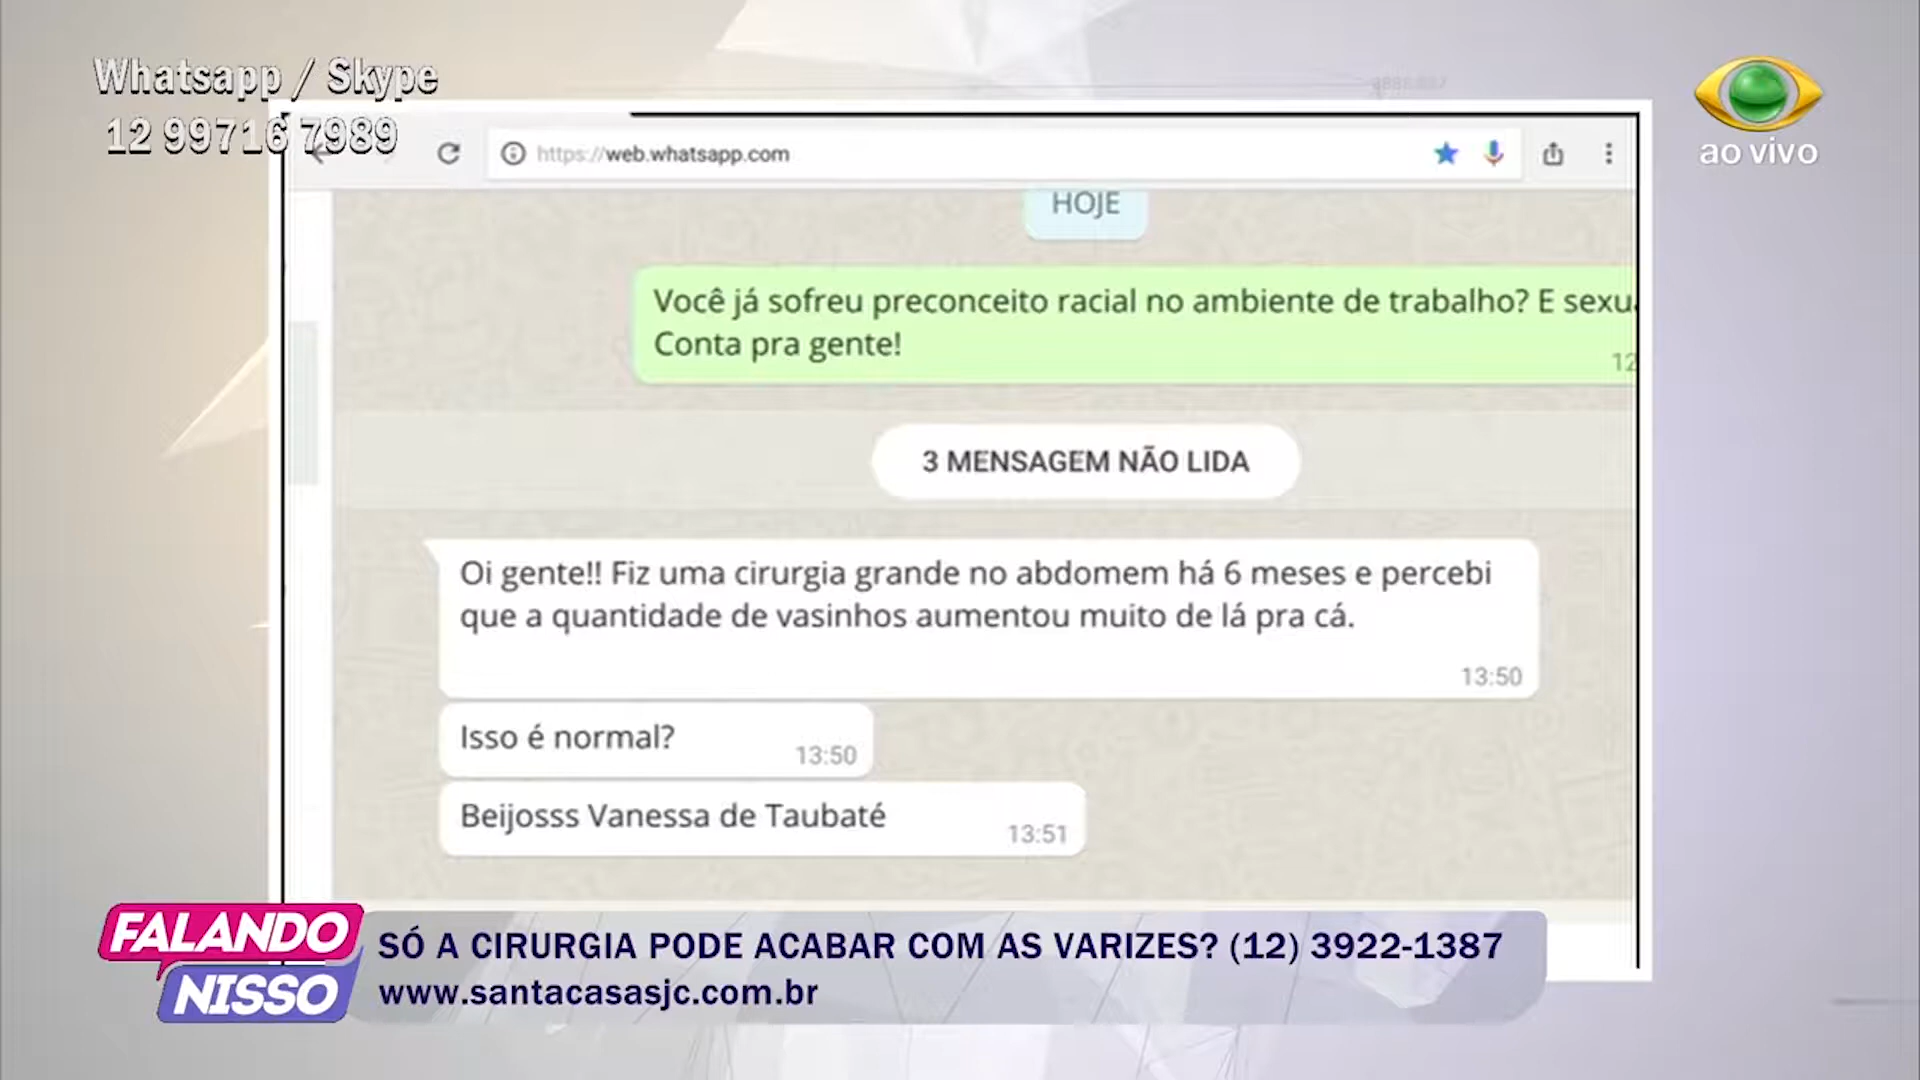 Whatsapp / Skype
12 99716 7989
ao vivo
https://web.whatsapp.com
HOJE
Você já sofreu preconceito racial no ambiente de trabalho? E
Conta pra gente!
12
3 MENSAGEM NÃO LIDA
Oi gente!! Fiz uma cirurgia grande no abdomem há 6 meses e percebi
que a quantidade de vasinhos aumentou muito de lá pra cá.
13:50
Isso é normal?
13:50
Beijosss Vanessa de Taubaté
13:51
FALANDO
NISSO
SÓ A CIRURGIA PODE ACABAR COM AS VARIZES? (12) 3922-1387
www.santacasasjc.com.br